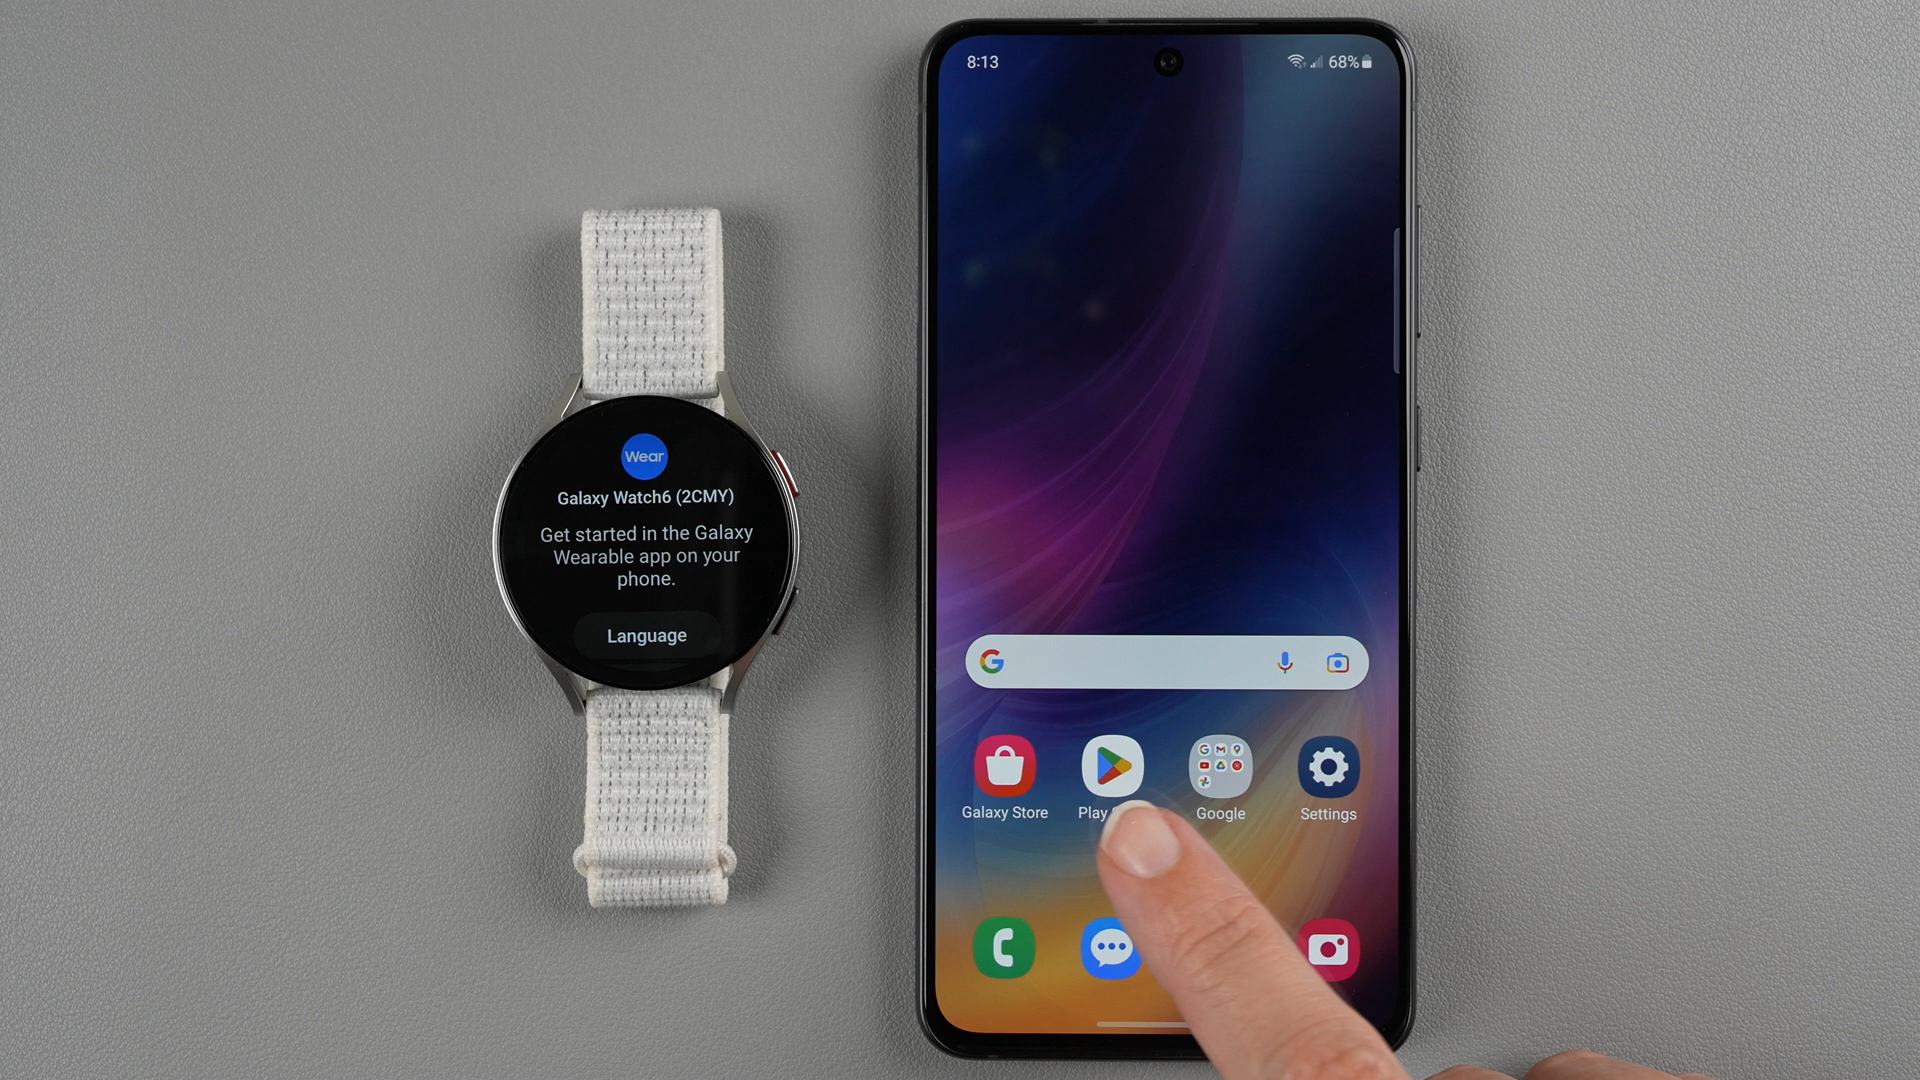 Wear
Galaxy Watch6 (2CMY)
Get started in the Galaxy
Wearable app on your
phone.
Language
8:13
68%
Galaxy Store
Play
Google
Settings